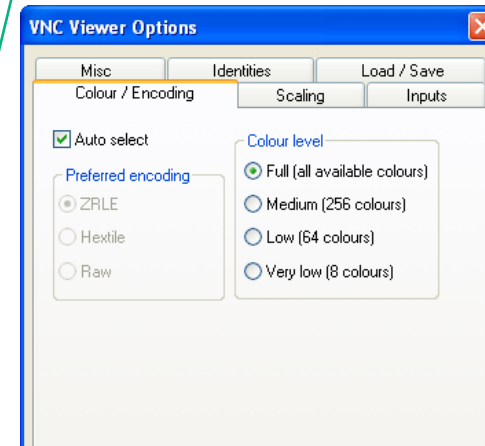 VNC Viewer Options
Misc Identities Load / Save
Colour / Encoding Scaling Inputs
Auto select
Preferred encoding
ZRLE
Hextile
Raw
Colour level
Full (all available colours)
Medium (256 colours)
Low (64 colours)
Very low (8 colours)